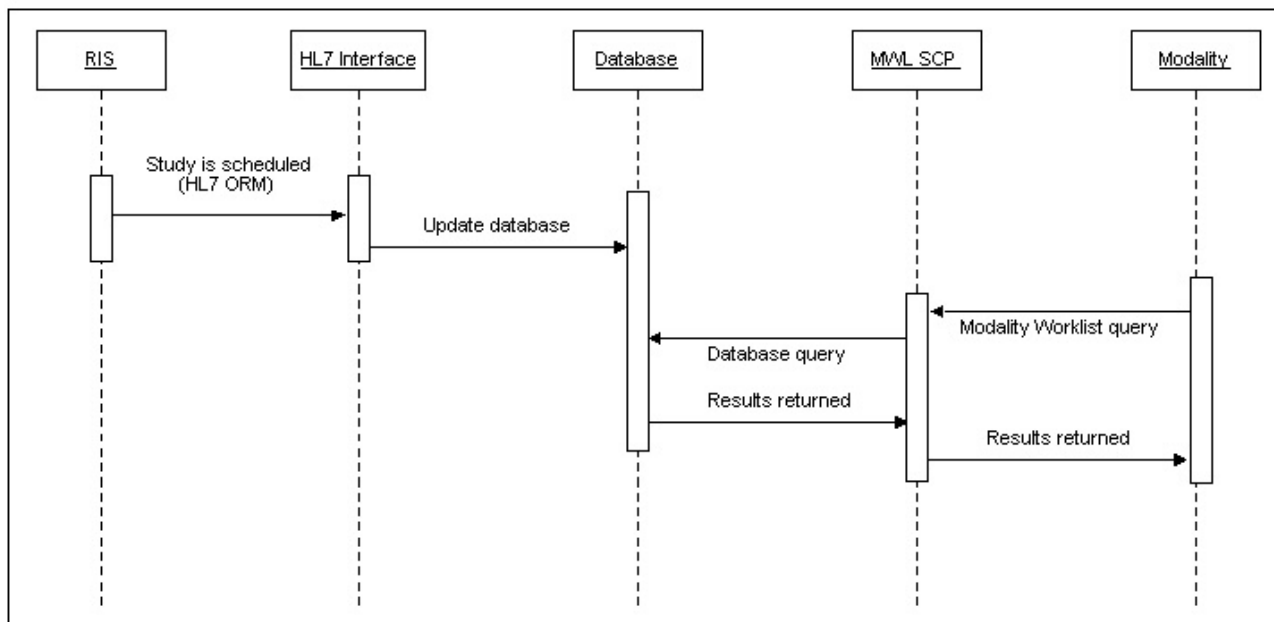 RIS
HL7 Interface
Database
MWL SCP
Modality
Study is scheduled
(HL7 ORM)
Update database
Modality Worklist query
Database query
Results returned
Results returned